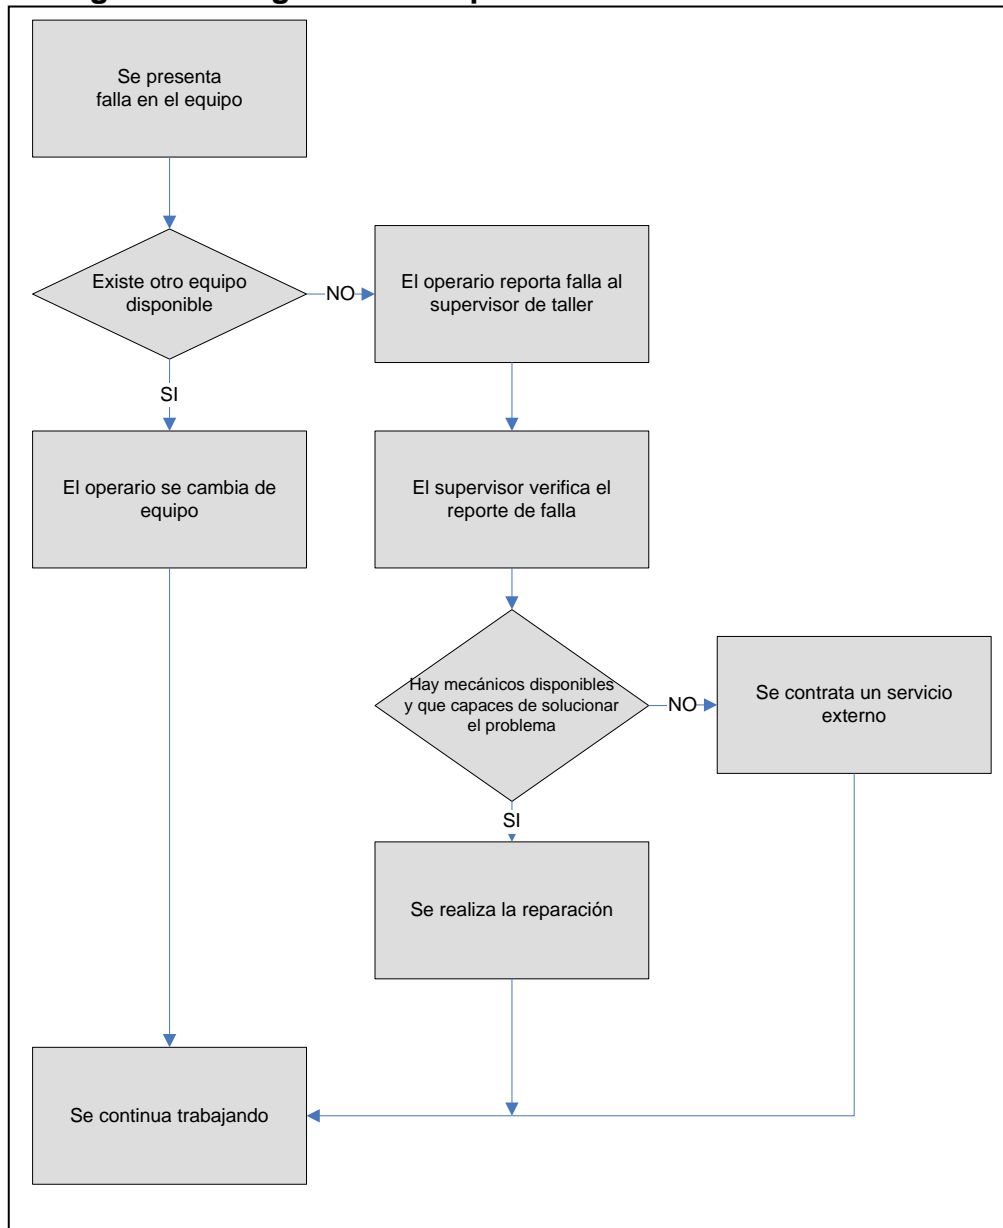 Se presenta
falla en el equipo
Existe otro equipo
disponible
NO
El operario reporta falla al
supervisor de taller
SI
El operario se cambia de
equipo
El supervisor verifica el
reporte de falla
Hay mecánicos disponibles
y que capaces de solucionar
el problema
NO
Se contrata un servicio
externo
SI
Se realiza la reparación
Se continua trabajando